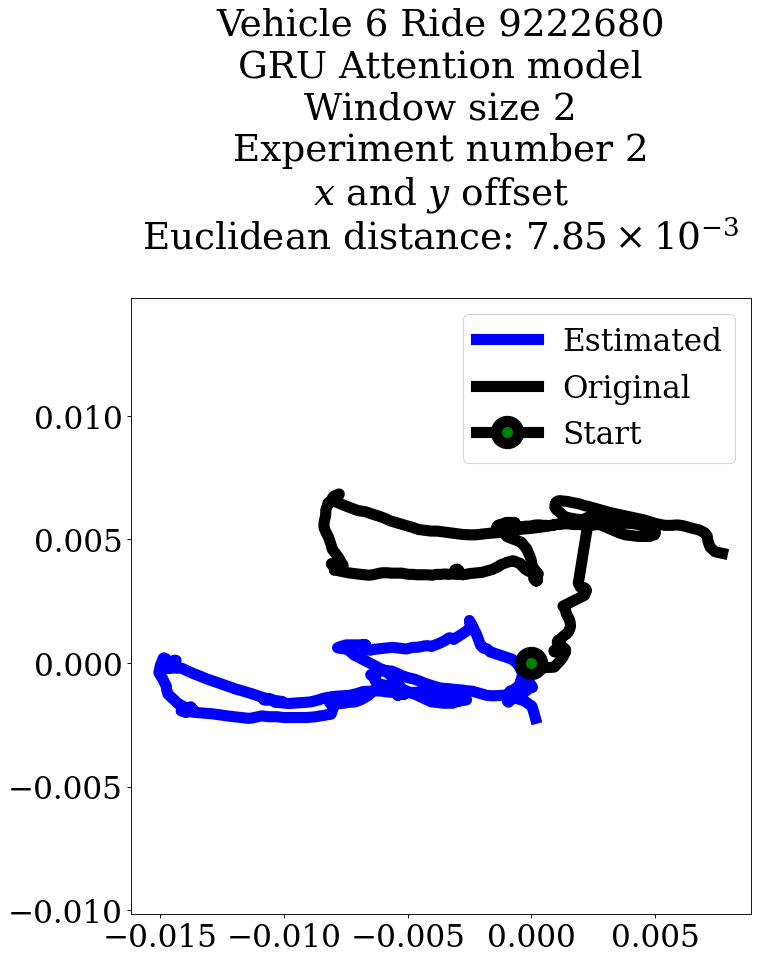 Vehicle 6 Ride 9222680
GRU Attention model
Window size 2
Experiment number 2
x and y offset
Euclidean distance: 7.85 × 10⁻³
Estimated
Original
Start
0.010
0.005
0.000
−0.005
−0.010
−0.015 −0.010 −0.005 0.000 0.005